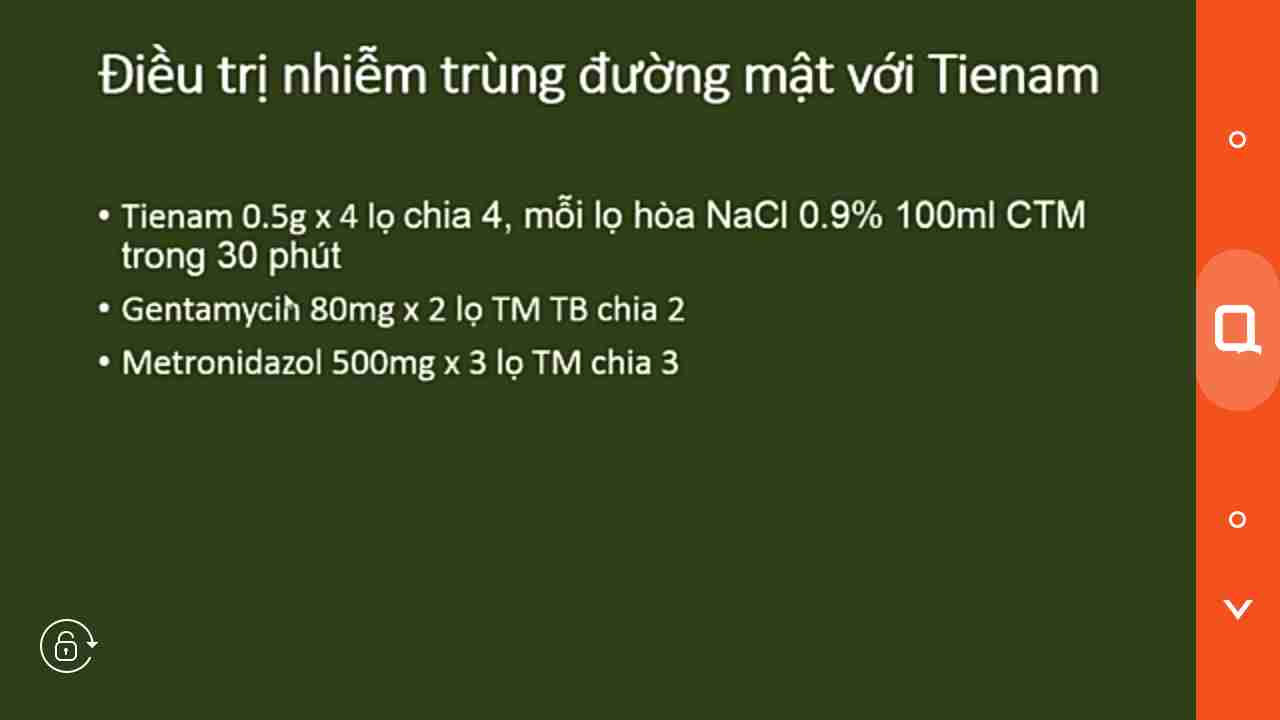 Điều trị nhiễm trùng đường mật với Tienam
• Tienam 0.5g x 4 lọ chia 4, mỗi lọ hòa NaCl 0.9% 100ml CTM
trong 30 phút
• Gentamycin 80mg x 2 lọ TM TB chia 2
• Metronidazol 500mg x 3 lọ TM chia 3